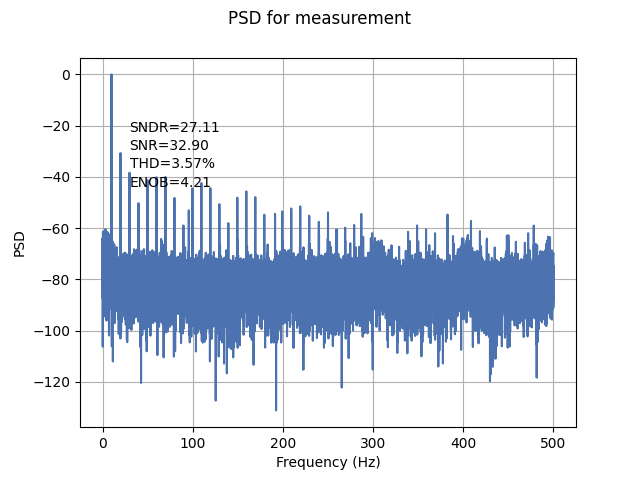 PSD for measurement
0
−20
−40
−60
−80
−100
−120
PSD
SNDR=27.11
SNR=32.90
THD=3.57%
ENOB=4.21
0
100
200
300
400
500
Frequency (Hz)